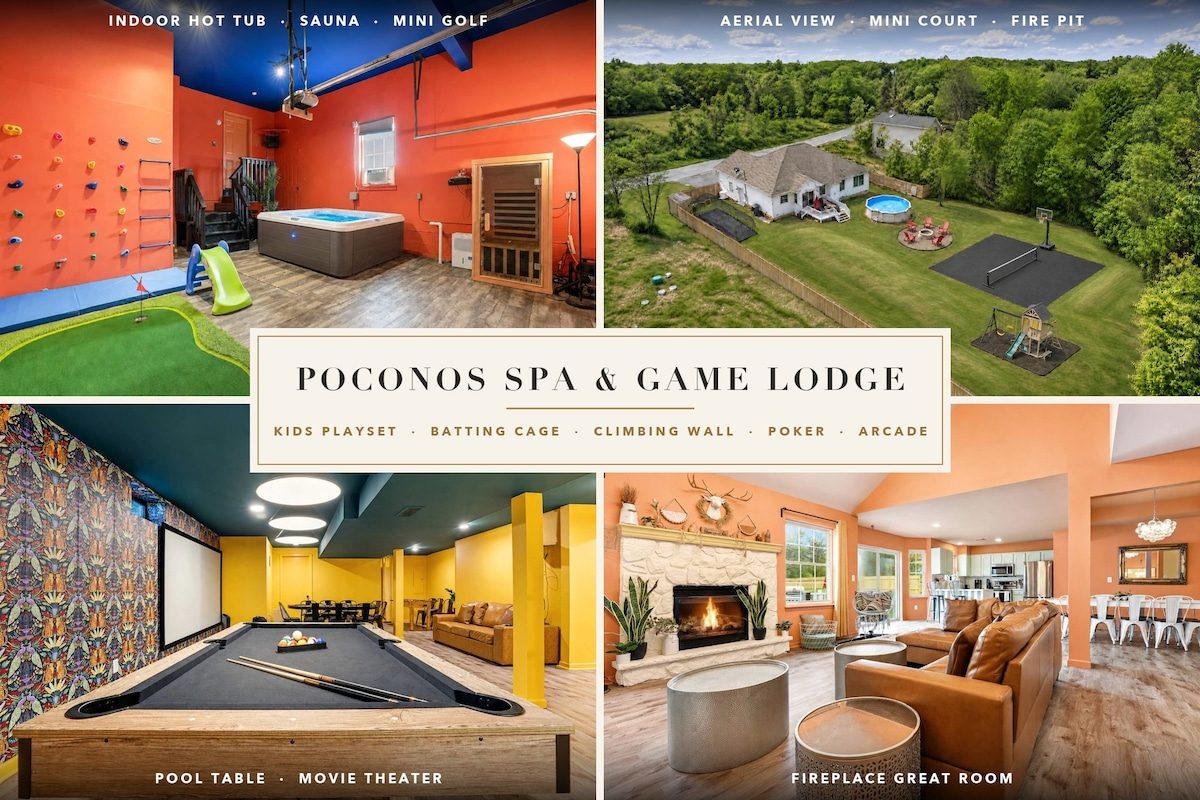 INDOOR HOT TUB · SAUNA · MINI GOLF
AERIAL VIEW · MINI COURT · FIRE PIT
POCONOS SPA & GAME LODGE
KIDS PLAYSET · BATTING CAGE · CLIMBING WALL · POKER · ARCADE
POOL TABLE · MOVIE THEATER
FIREPLACE GREAT ROOM